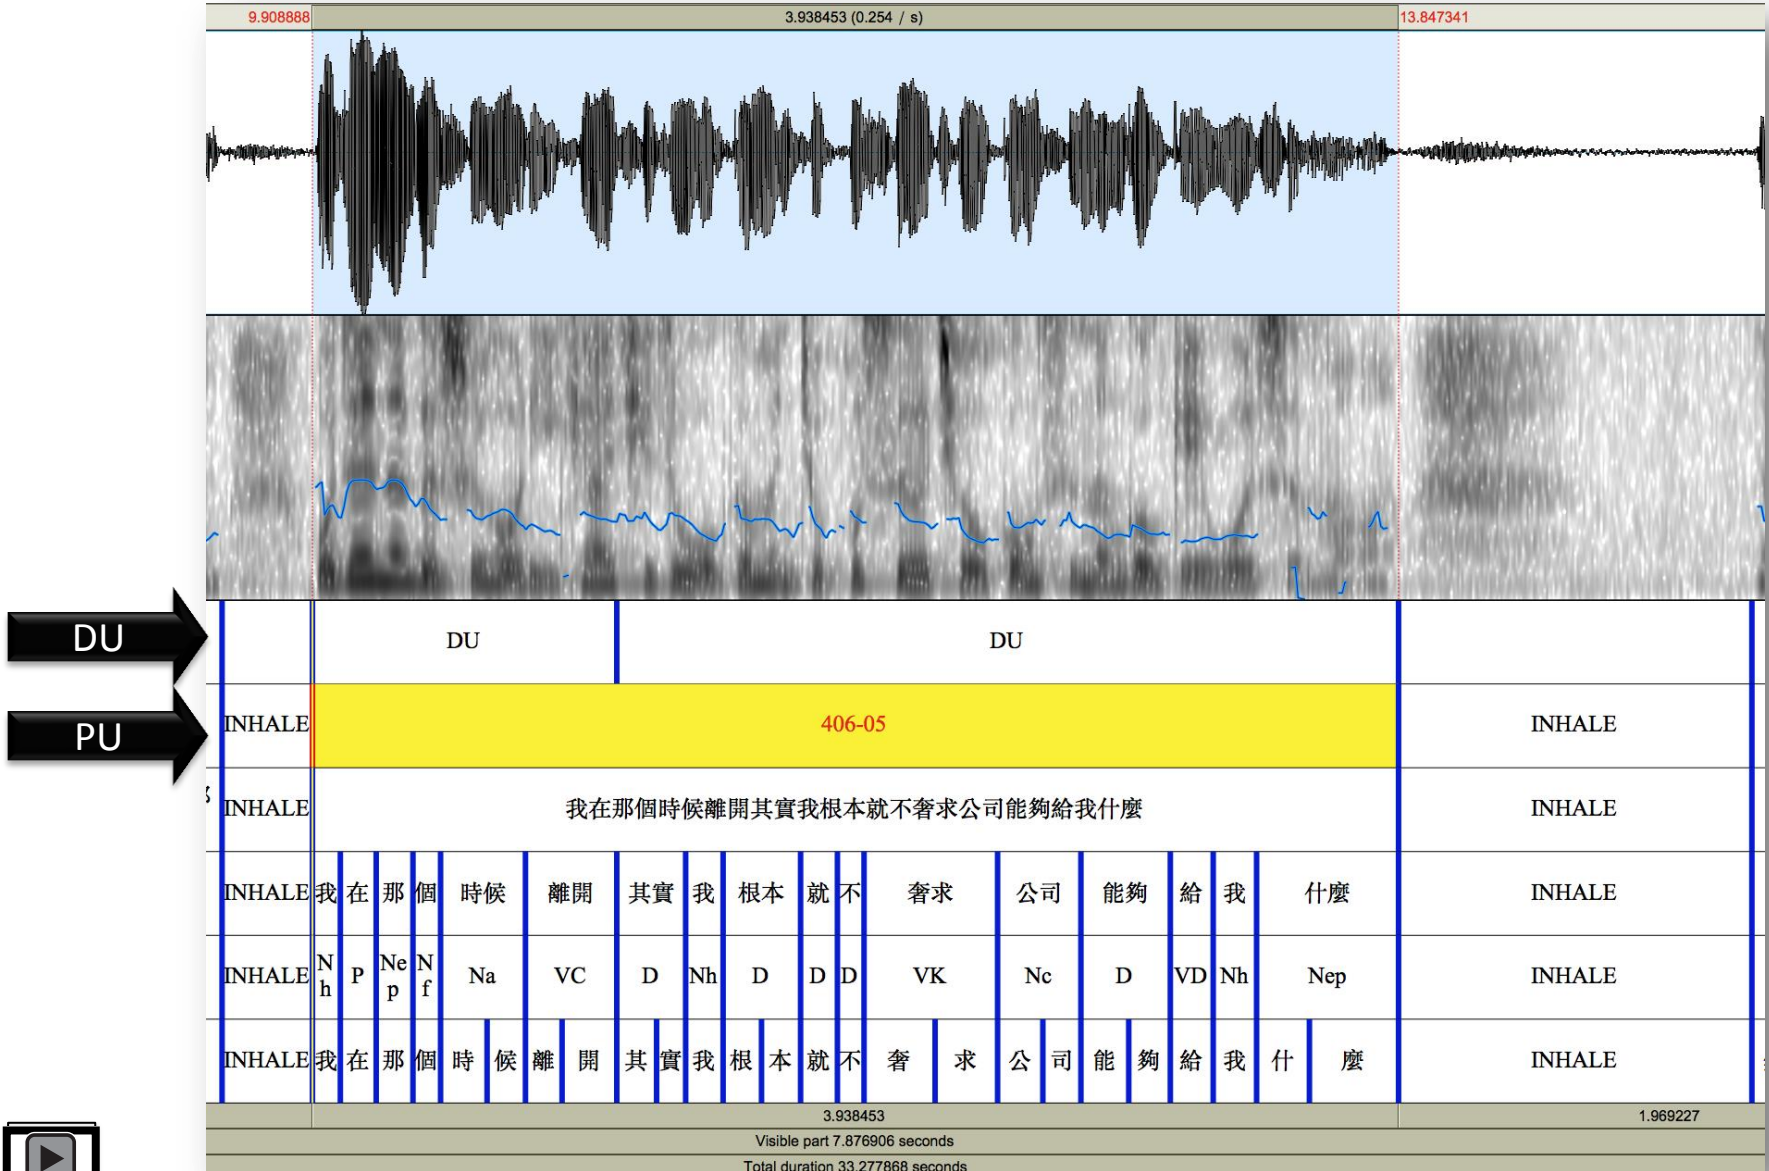 9.908888 3.938453 (0.254 / s) 13.847341
DU DU DU
PU INHALE 406-05 INHALE
INHALE 我在那個時候離開其實我根本就不奢求公司能夠給我什麼 INHALE
INHALE 我 在 那 個 時候 離開 其實 我 根本 就 不 奢求 公司 能夠 給 我 什麼 INHALE
INHALE Nh P Nep Nf Na VC D Nh D D D VK Nc D VD Nh Nep INHALE
INHALE 我 在 那 個 時 候 離 開 其 實 我 根 本 就 不 奢 求 公 司 能 夠 給 我 什 麼 INHALE
3.938453 1.969227
Visible part 7.876906 seconds
Total duration 33.277868 seconds